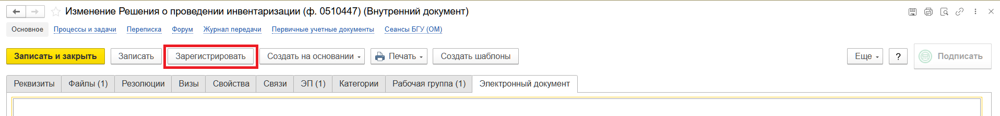 Изменение Решения о проведении инвентаризации (ф. 0510447) (Внутренний документ)
Основное Процессы и задачи Переписка Форум Журнал передачи Первичные учетные документы Сеансы БГУ (ОМ)
Записать и закрыть Записать Зарегистрировать Создать на основании Печать Создать шаблоны Еще ? Подписать
Реквизиты Файлы (1) Резолюции Визы Свойства Связи ЭП (1) Категории Рабочая группа (1) Электронный документ